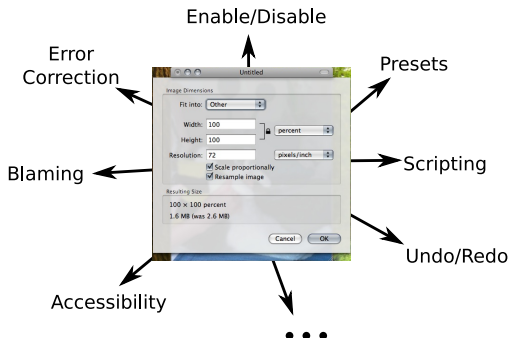 Enable/Disable
Error
Correction
Presets
Untitled
Image Dimensions
Fit into: Other
Width: 100
percent
Height: 100
Resolution: 72
pixels/inch
Scale proportionally
Resample image
Blaming
Scripting
Resulting Size
100 × 100 percent
1.6 MB (was 2.6 MB)
Cancel
OK
Undo/Redo
Accessibility
•••